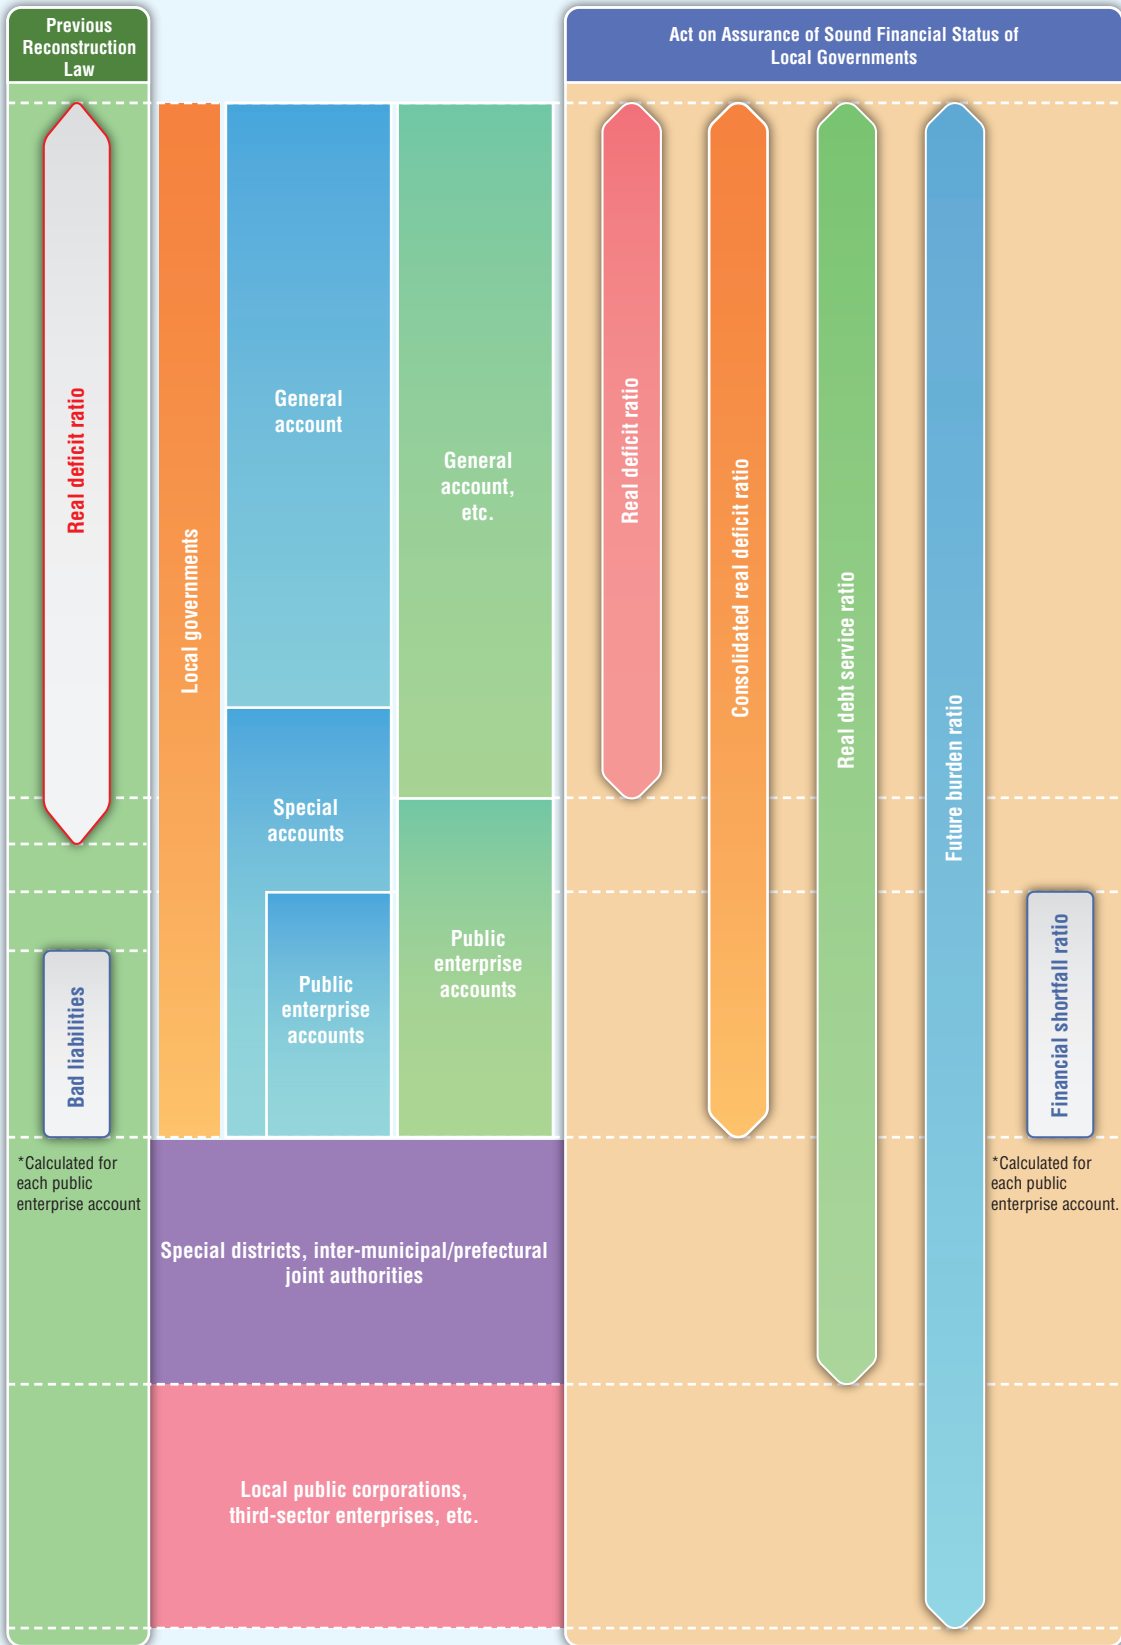 Previous
Reconstruction
Law
Act on Assurance of Sound Financial Status of
Local Governments
Real deficit ratio
Bad liabilities
*Calculated for
each public
enterprise account
Local governments
General
account
Special
accounts
Public
enterprise
accounts
General
account,
etc.
Public
enterprise
accounts
Special districts, inter-municipal/prefectural
joint authorities
Local public corporations,
third-sector enterprises, etc.
Real deficit ratio
Consolidated real deficit ratio
Real debt service ratio
Future burden ratio
Financial shortfall ratio
*Calculated for
each public
enterprise account.